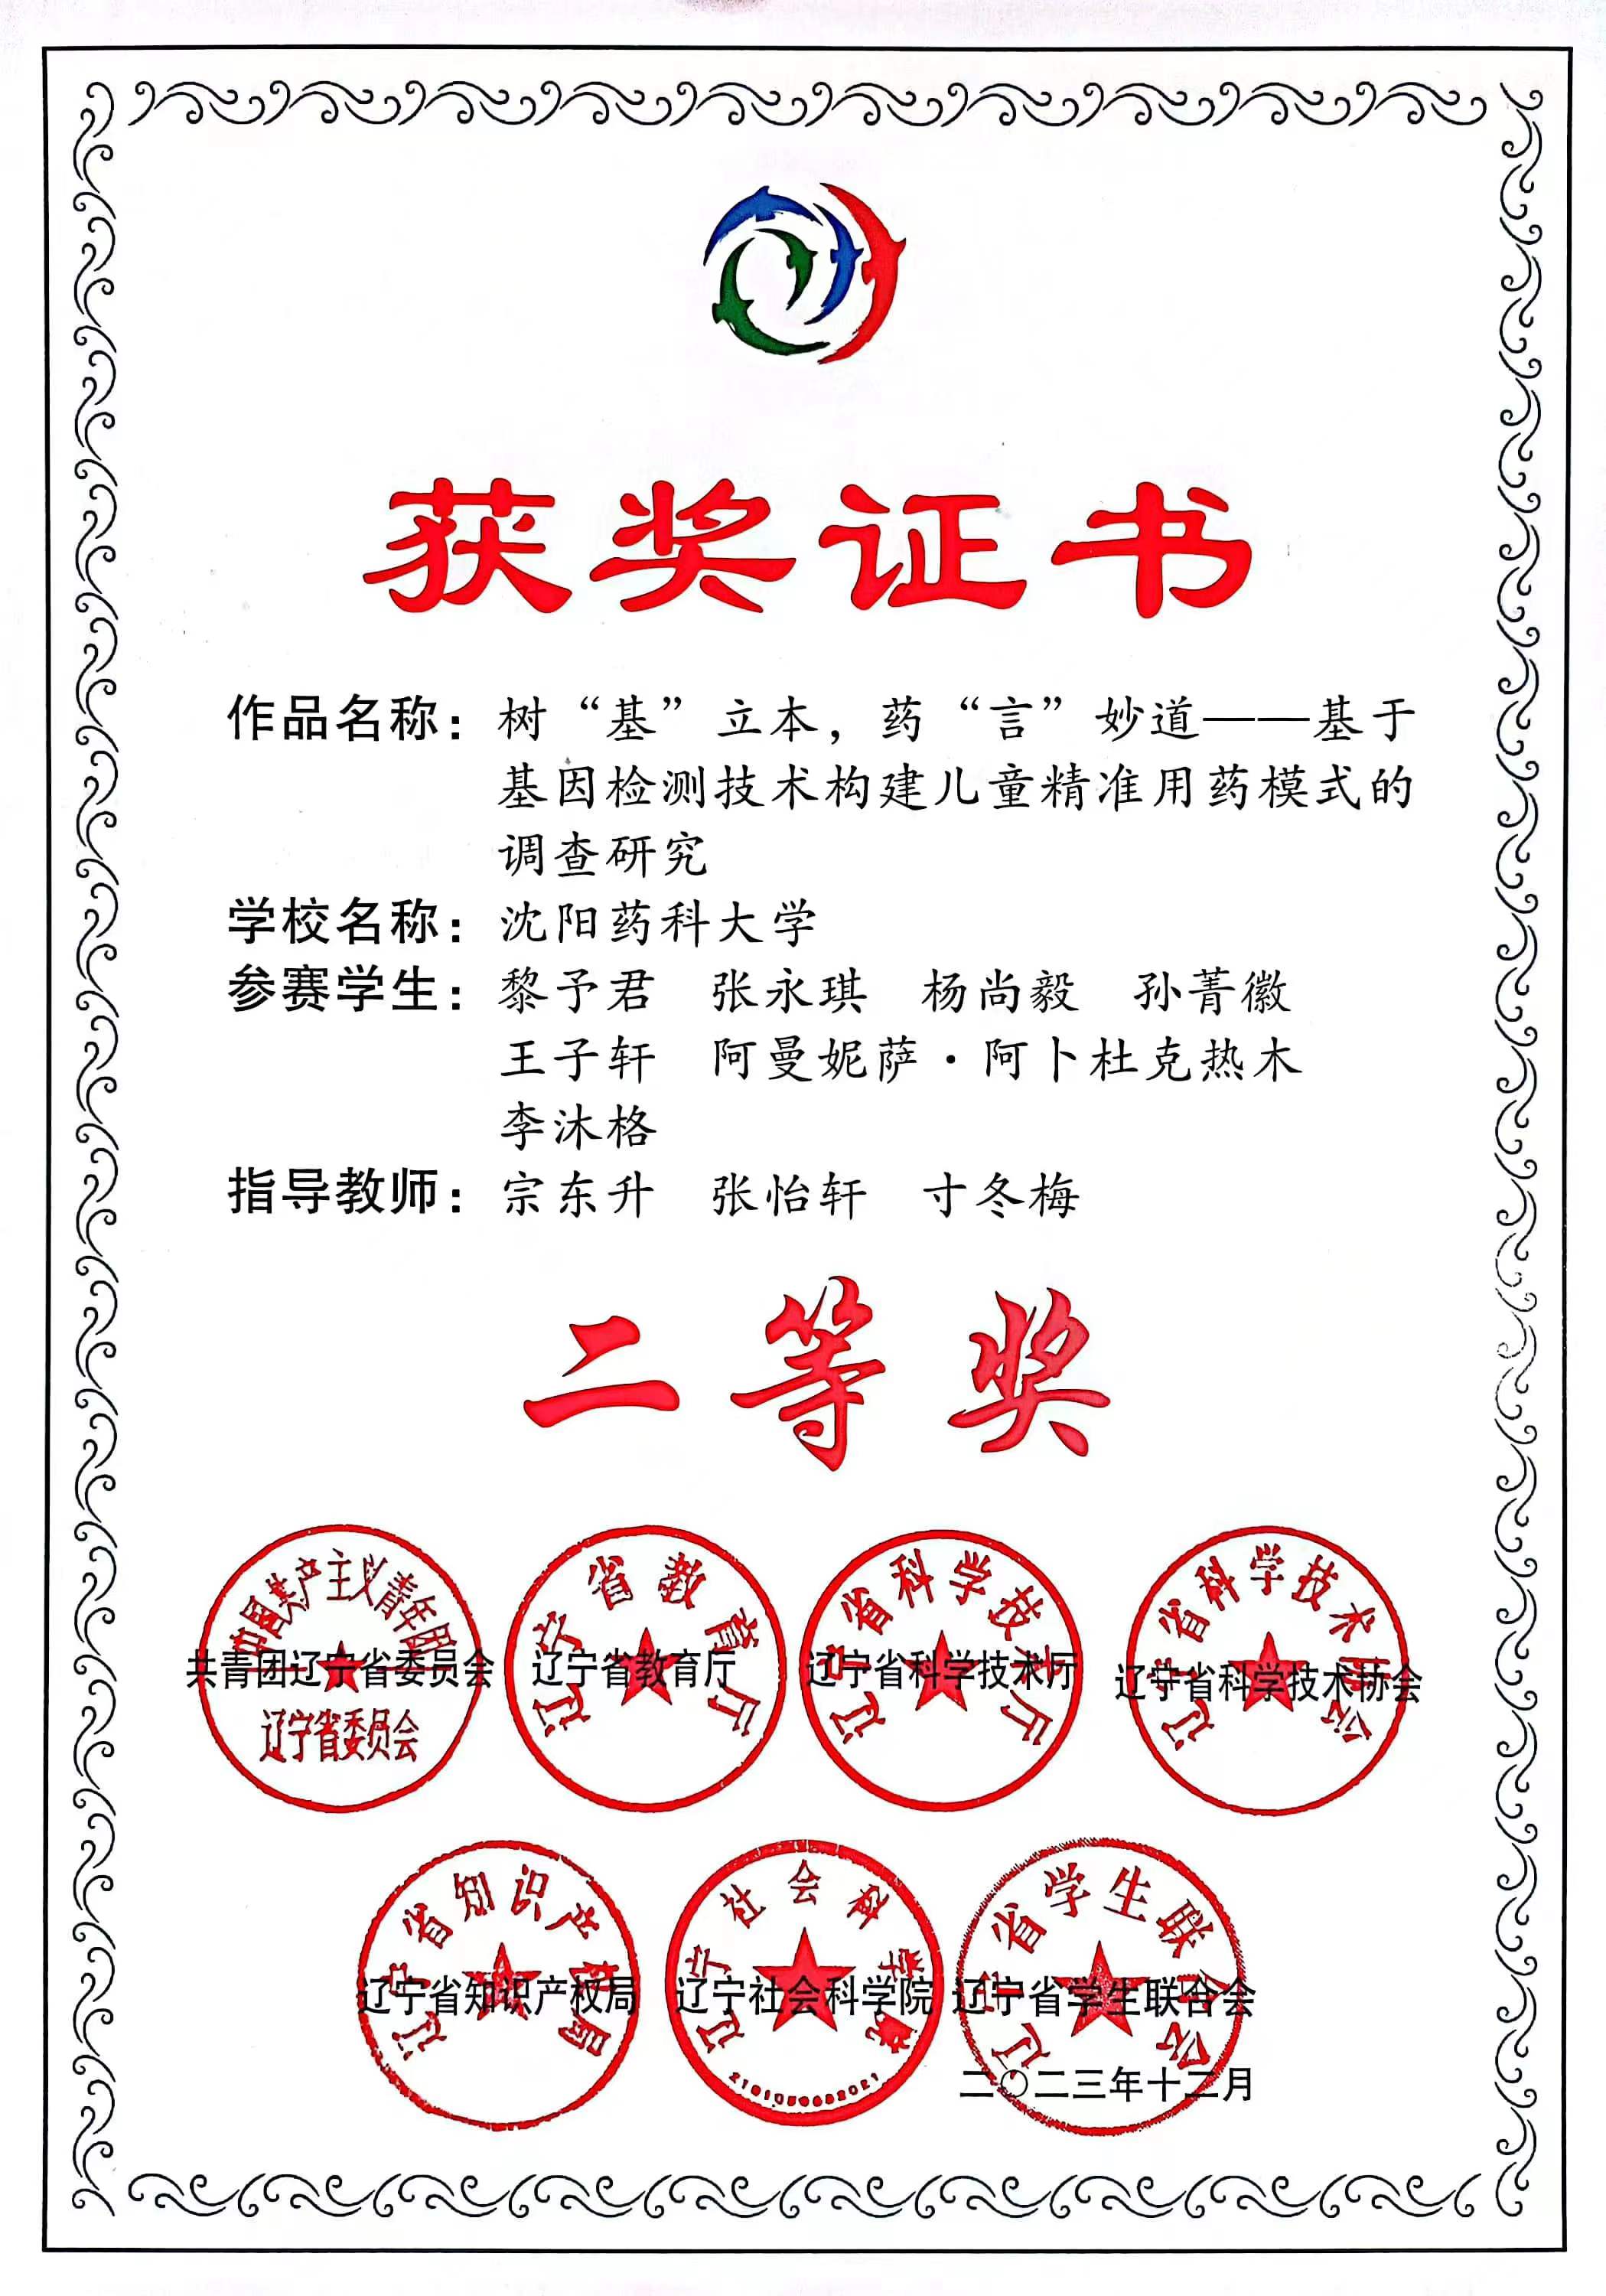 获奖证书
作品名称：树“基”立本，药“言”妙道——基于
基因检测技术构建儿童精准用药模式的
调查研究
学校名称：沈阳药科大学
参赛学生：黎予君 张永琪 杨尚毅 孙菁徽
王子轩 阿曼妮萨·阿卜杜克热木
李沐格
指导教师：宗东升 张怡轩 寸冬梅
二等奖
中国共产主义青年团
辽宁省委员会
共青团辽宁省委员会
辽宁省教育厅
辽宁省教育厅
辽宁省科学技术厅
辽宁省科学技术厅
辽宁省科学技术协会
辽宁省科学技术协会
辽宁省知识产权局
辽宁省知识产权局
辽宁社会科学院
辽宁社会科学院
辽宁省学生联合会
辽宁省学生联合会
二〇二三年十二月